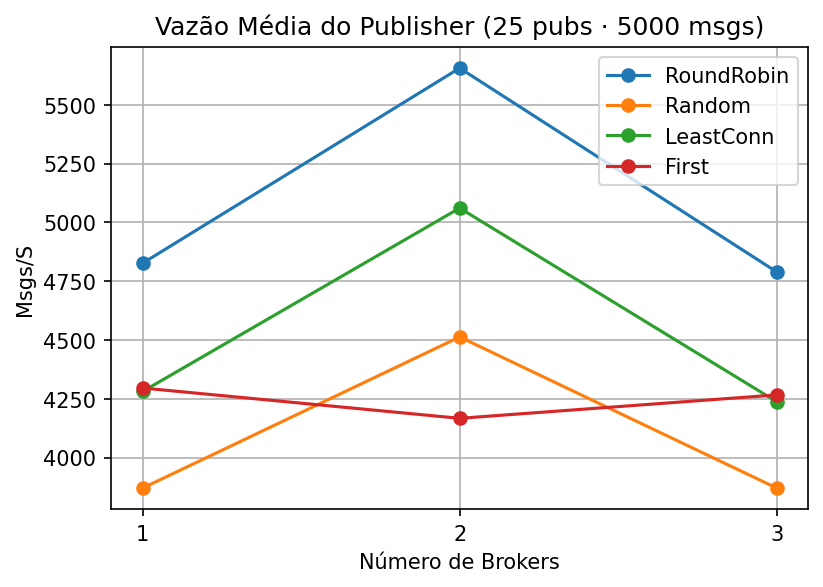 Vazão Média do Publisher (25 pubs · 5000 msgs)
RoundRobin
Random
LeastConn
First
Msgs/S
5500
5250
5000
4750
4500
4250
4000
1
2
3
Número de Brokers